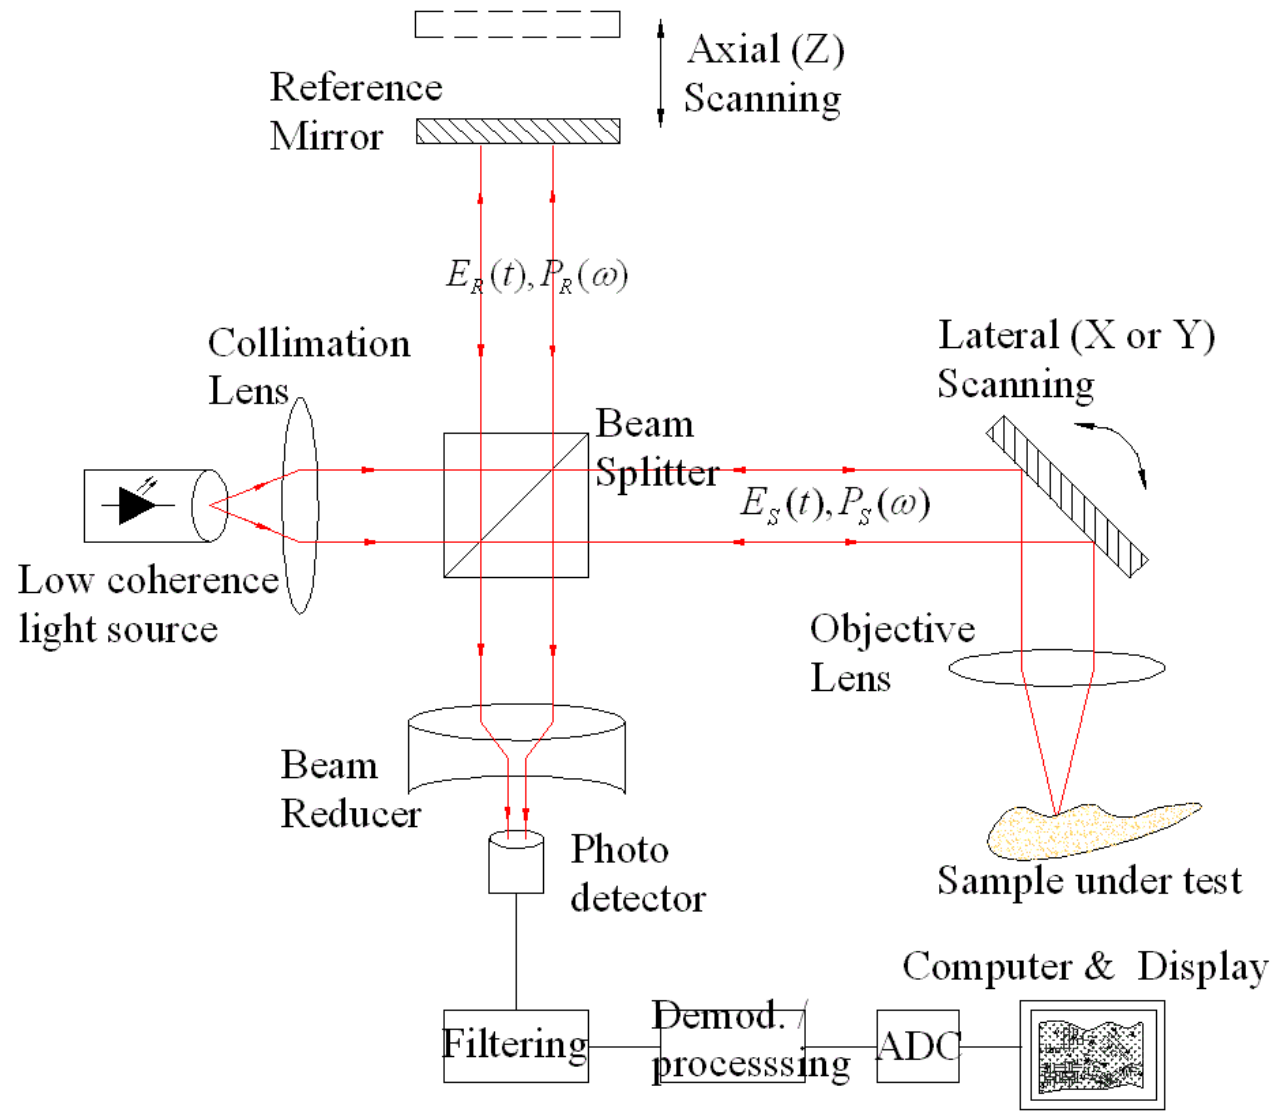 Axial (Z)
Scanning
Reference
Mirror
E_R(t), P_R(ω)
Collimation
Lens
Lateral (X or Y)
Scanning
Beam
Splitter
E_S(t), P_S(ω)
Low coherence
light source
Objective
Lens
Beam
Reducer
Photo
detector
Sample under test
Computer & Display
Filtering
Demod. /
processsing
ADC